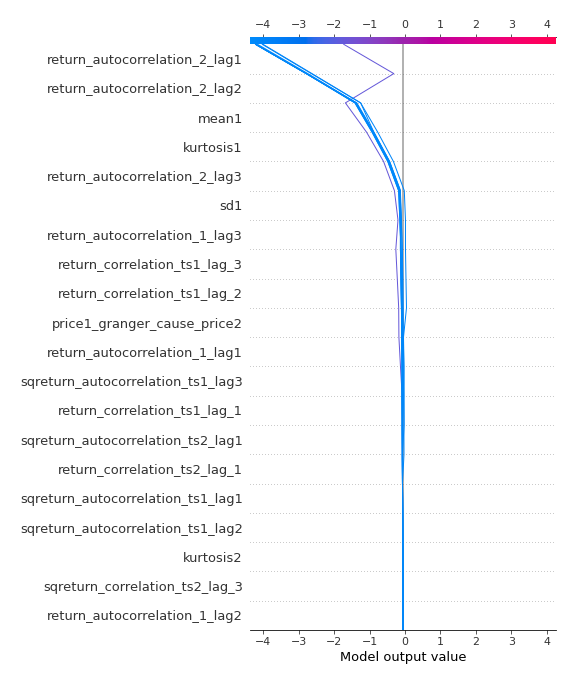 −4 −3 −2 −1 0 1 2 3 4
return_autocorrelation_2_lag1
return_autocorrelation_2_lag2
mean1
kurtosis1
return_autocorrelation_2_lag3
sd1
return_autocorrelation_1_lag3
return_correlation_ts1_lag_3
return_correlation_ts1_lag_2
price1_granger_cause_price2
return_autocorrelation_1_lag1
sqreturn_autocorrelation_ts1_lag3
return_correlation_ts1_lag_1
sqreturn_autocorrelation_ts2_lag1
return_correlation_ts2_lag_1
sqreturn_autocorrelation_ts1_lag1
sqreturn_autocorrelation_ts1_lag2
kurtosis2
sqreturn_correlation_ts2_lag_3
return_autocorrelation_1_lag2
−4 −3 −2 −1 0 1 2 3 4
Model output value